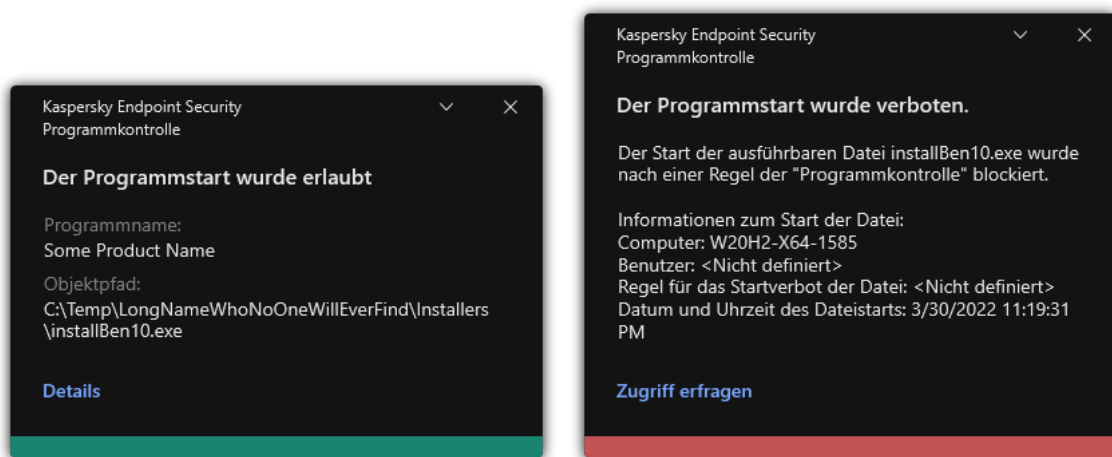 Kaspersky Endpoint Security
Programmkontrolle
Der Programmstart wurde erlaubt
Programmname:
Some Product Name
Objektpfad:
C:\Temp\LongNameWhoNoOneWillEverFind\Installers
\installBen10.exe
Details
Kaspersky Endpoint Security
Programmkontrolle
Der Programmstart wurde verboten.
Der Start der ausführbaren Datei installBen10.exe wurde
nach einer Regel der "Programmkontrolle" blockiert.
Informationen zum Start der Datei:
Computer: W20H2-X64-1585
Benutzer: <Nicht definiert>
Regel für das Startverbot der Datei: <Nicht definiert>
Datum und Uhrzeit des Dateistarts: 3/30/2022 11:19:31
PM
Zugriff erfragen